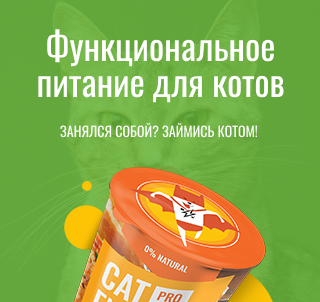 Функциональное
питание для котов
ЗАНЯЛСЯ СОБОЙ? ЗАЙМИСЬ КОТОМ!
0% NATURAL
CAT PRO